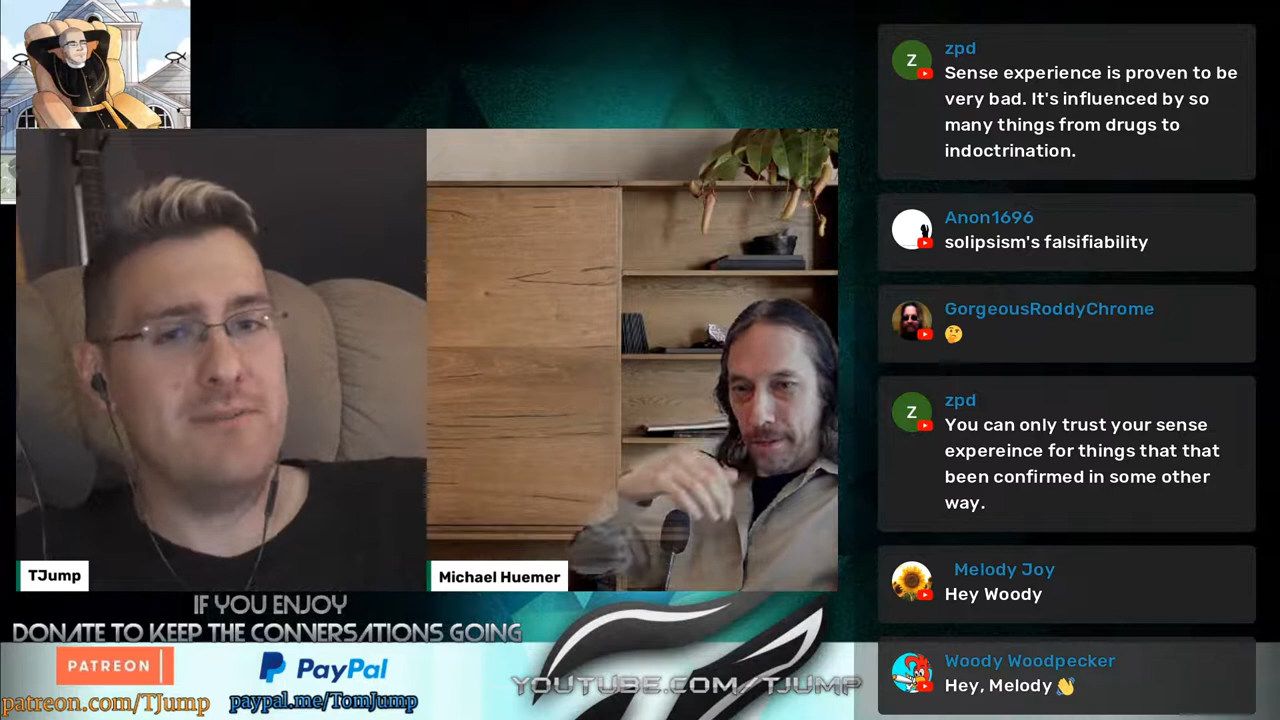 zpd
Sense experience is proven to be
very bad. It's influenced by so
many things from drugs to
indoctrination.
Anon1696
solipsism's falsifiability
GorgeousRoddyChrome
zpd
You can only trust your sense
expereince for things that that
been confirmed in some other
way.
Melody Joy
Hey Woody
Woody Woodpecker
Hey, Melody 👋
Z
Z
TJump
Michael Huemer
IF YOU ENJOY
DONATE TO KEEP THE CONVERSATIONS GOING
PATREON
PayPal
patreon.com/TJump
paypal.me/TomJump
YOUTUBE.COM/TJUMP